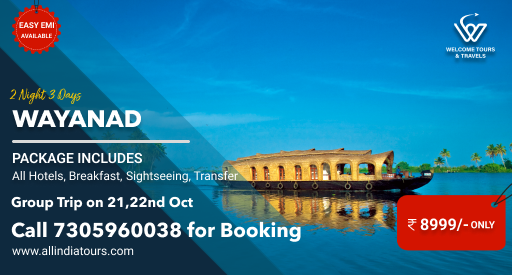 EASY EMI
AVAILABLE
WELCOME TOURS
& TRAVELS
2 Night 3 Days
WAYANAD
PACKAGE INCLUDES
All Hotels, Breakfast, Sightseeing, Transfer
Group Trip on 21,22nd Oct
Call 7305960038 for Booking
www.allindiatours.com
₹ 8999/- ONLY